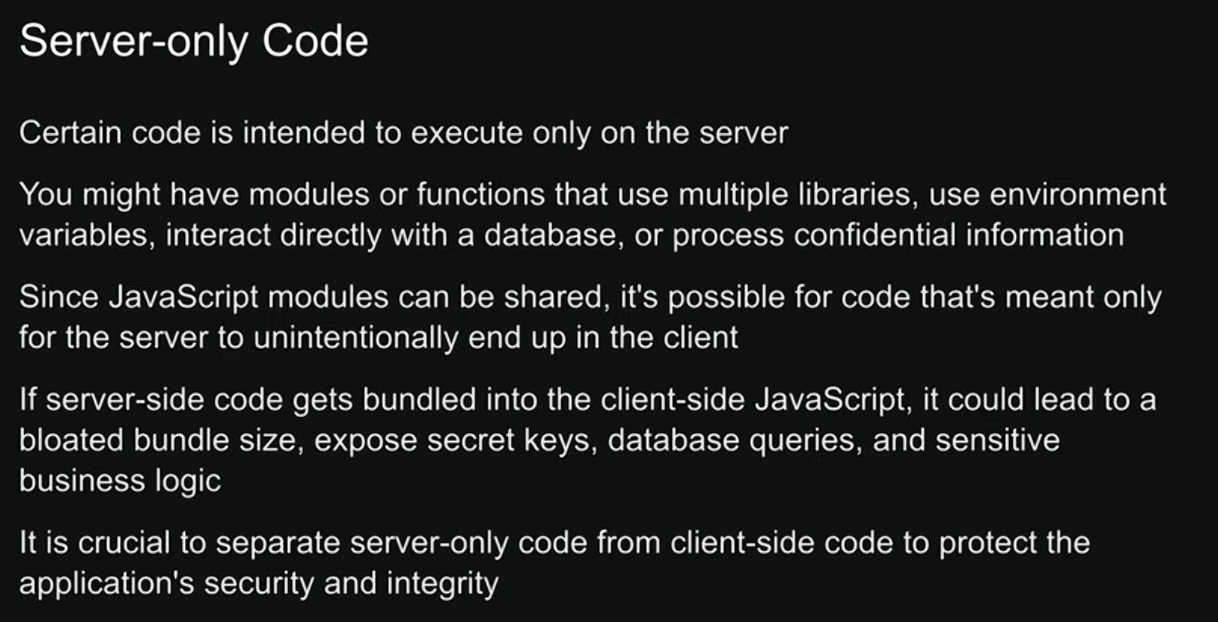 Server-only Code
Certain code is intended to execute only on the server
You might have modules or functions that use multiple libraries, use environment
variables, interact directly with a database, or process confidential information
Since JavaScript modules can be shared, it's possible for code that's meant only
for the server to unintentionally end up in the client
If server-side code gets bundled into the client-side JavaScript, it could lead to a
bloated bundle size, expose secret keys, database queries, and sensitive
business logic
It is crucial to separate server-only code from client-side code to protect the
application's security and integrity